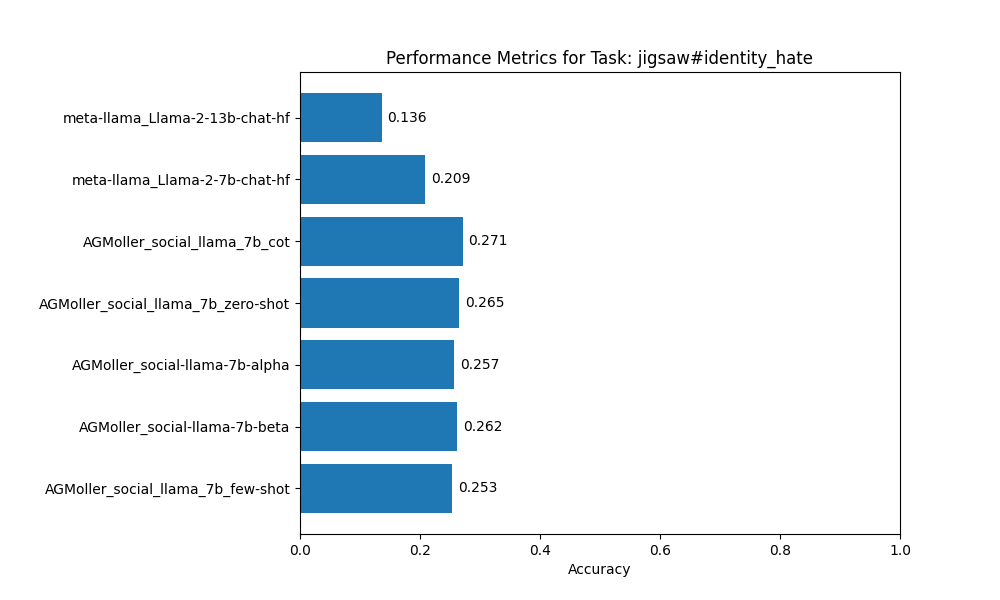 Performance Metrics for Task: jigsaw#identity_hate
meta-llama_Llama-2-13b-chat-hf 0.136
meta-llama_Llama-2-7b-chat-hf 0.209
AGMoller_social_llama_7b_cot 0.271
AGMoller_social_llama_7b_zero-shot 0.265
AGMoller_social-llama-7b-alpha 0.257
AGMoller_social-llama-7b-beta 0.262
AGMoller_social_llama_7b_few-shot 0.253
0.0 0.2 0.4 0.6 0.8 1.0
Accuracy